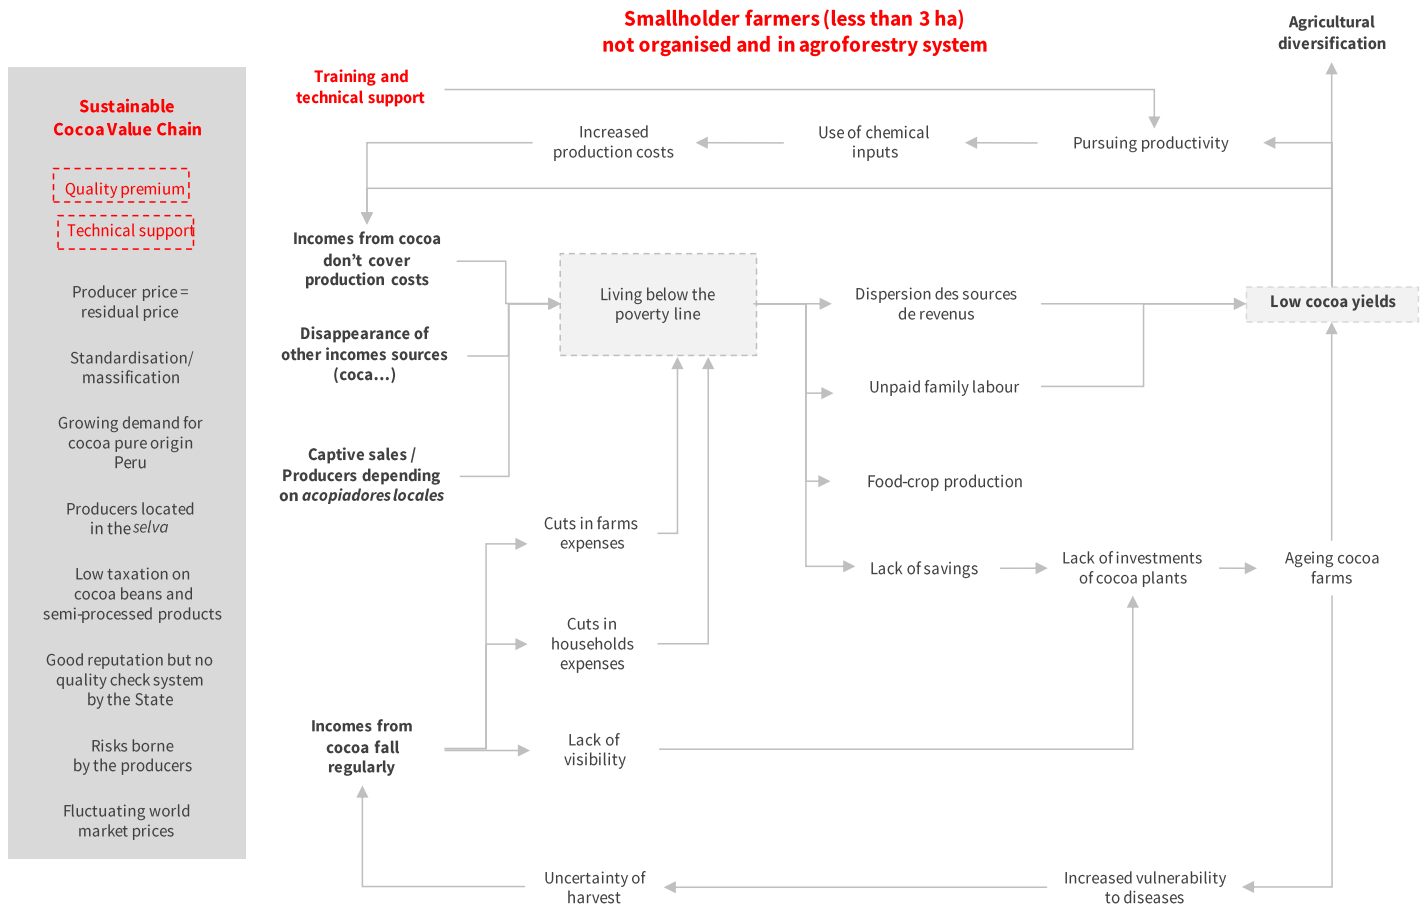 Smallholder farmers (less than 3 ha)
not organised and in agroforestry system
Agricultural
diversification
Sustainable
Cocoa Value Chain
Quality premium
Technical support
Producer price =
residual price
Standardisation/
massification
Growing demand for
cocoa pure origin
Peru
Producers located
in the selva
Low taxation on
cocoa beans and
semi-processed products
Good reputation but no
quality check system
by the State
Risks borne
by the producers
Fluctuating world
market prices
Training and
technical support
Increased
production costs
Use of chemical
inputs
Pursuing productivity
Incomes from cocoa
don't cover
production costs
Disappearance of
other incomes sources
(coca...)
Captive sales /
Producers depending
on acopiadores locales
Living below the
poverty line
Dispersion des sources
de revenus
Low cocoa yields
Unpaid family labour
Food-crop production
Cuts in farms
expenses
Lack of savings
Lack of investments
of cocoa plants
Ageing cocoa
farms
Cuts in
households
expenses
Incomes from
cocoa fall
regularly
Lack of
visibility
Uncertainty of
harvest
Increased vulnerability
to diseases